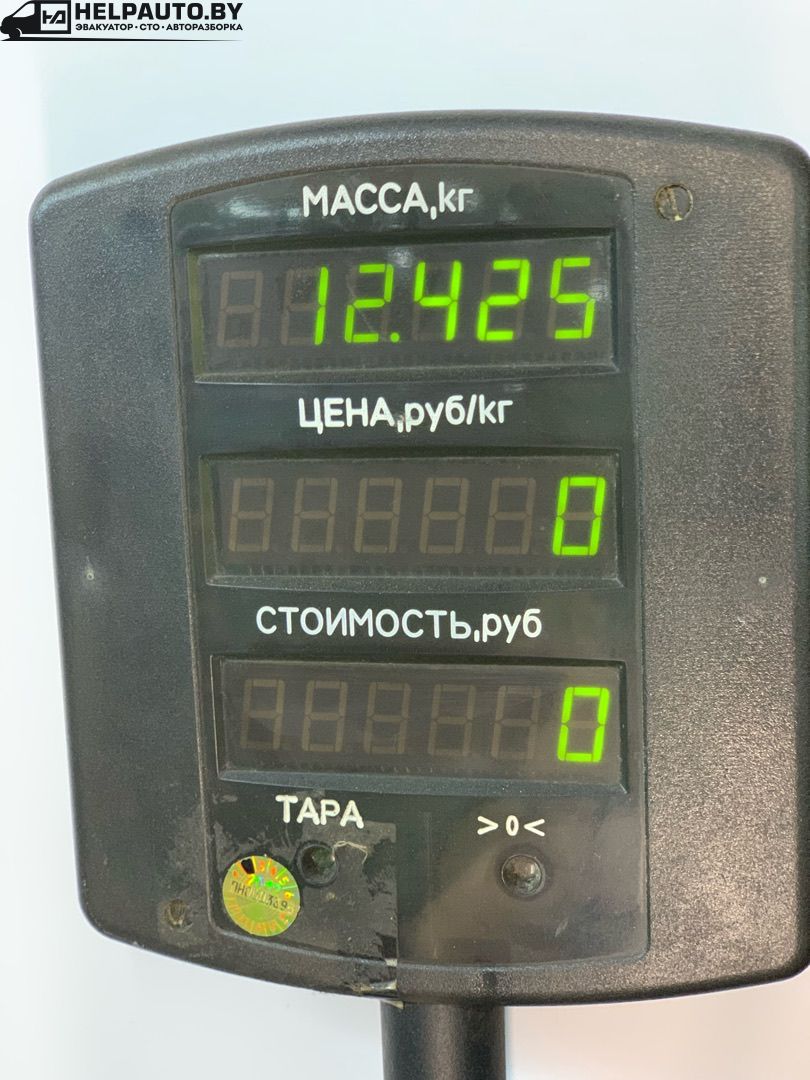 HELPAUTO.BY
ЭВАКУАТОР • СТО • АВТОРАЗБОРКА
МАССА,кг
12.425
ЦЕНА,руб/кг
0
СТОИМОСТЬ,руб
0
ТАРА
>0<